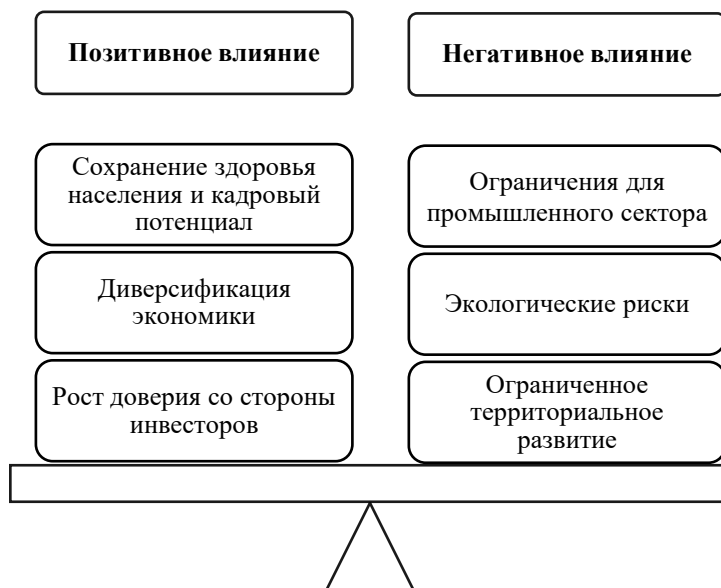 Позитивное влияние
Негативное влияние
Сохранение здоровья
населения и кадровый
потенциал
Ограничения для
промышленного сектора
Диверсификация
экономики
Экологические риски
Рост доверия со стороны
инвесторов
Ограниченное
территориальное
развитие